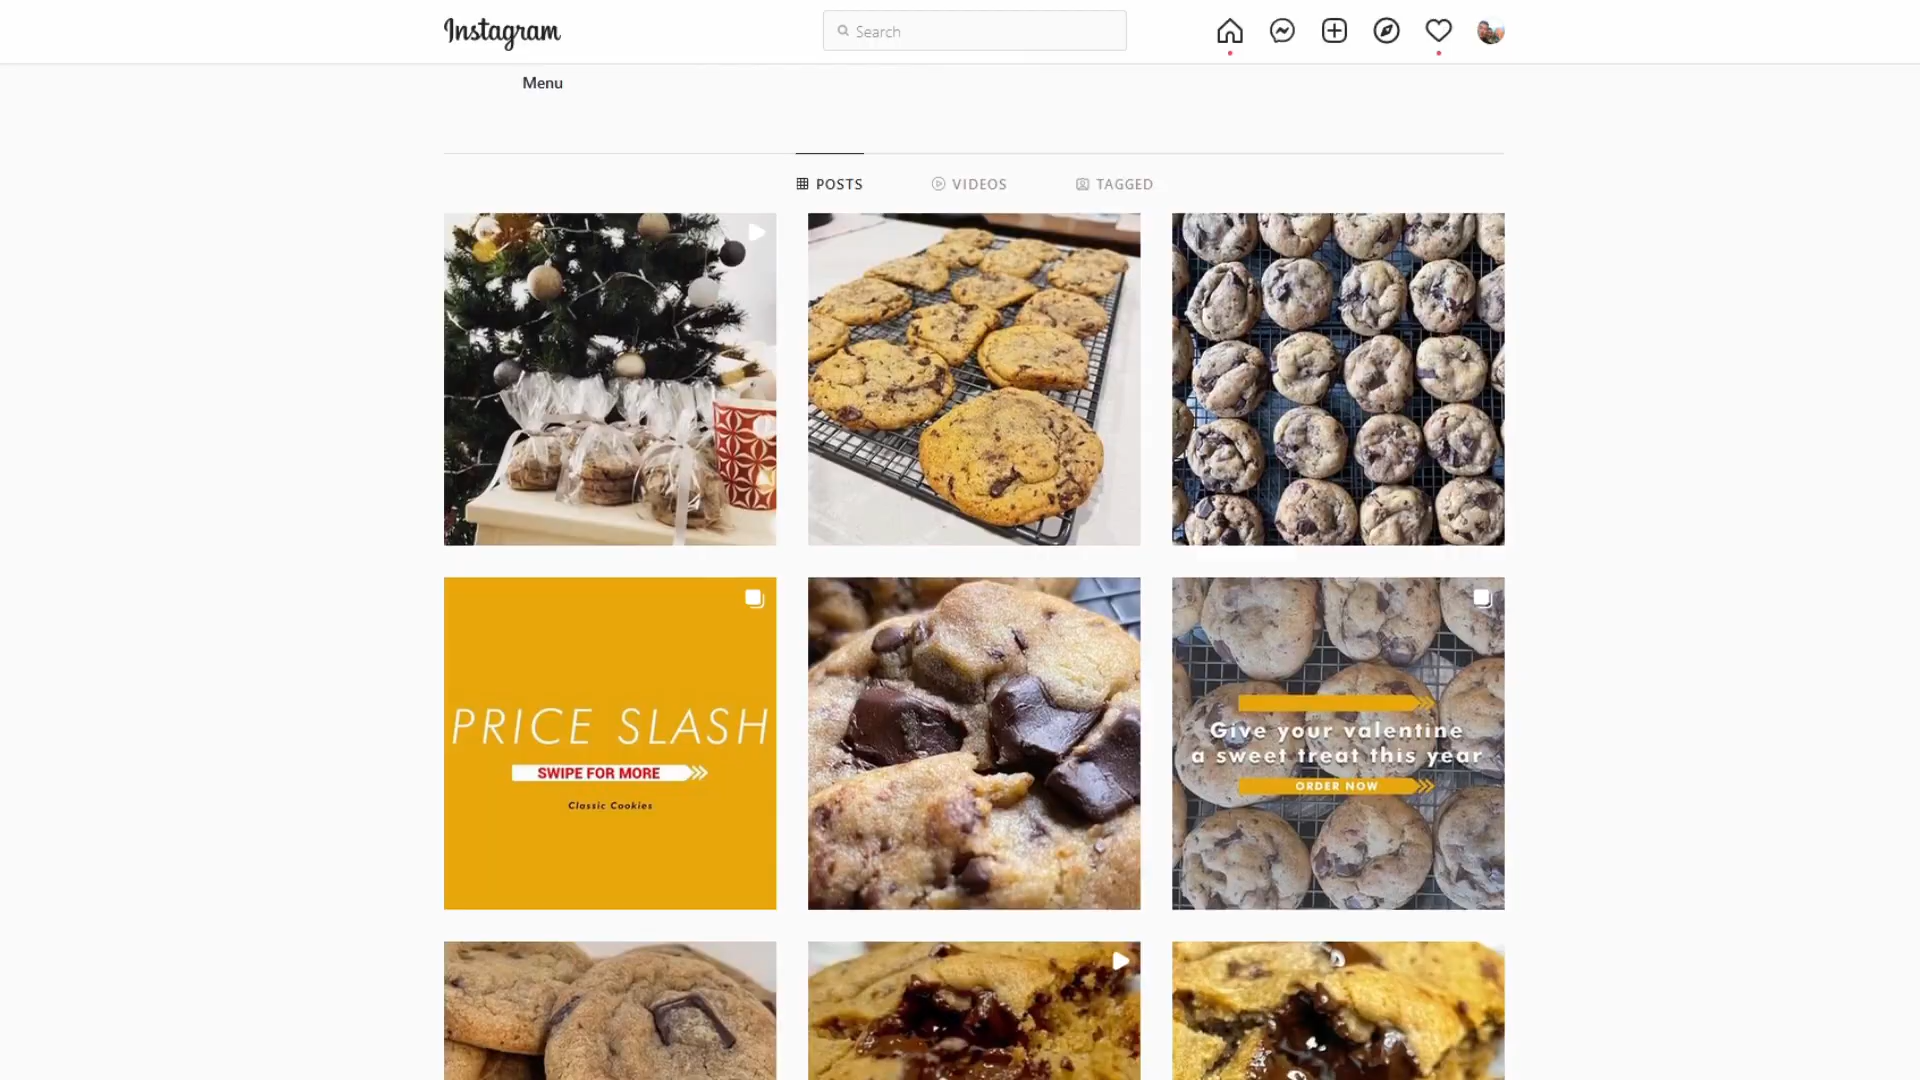 Instagram
Search
Menu
POSTS
VIDEOS
TAGGED
PRICE SLASH
SWIPE FOR MORE
Classic Cookies
Give your valentine
a sweet treat this year
ORDER NOW